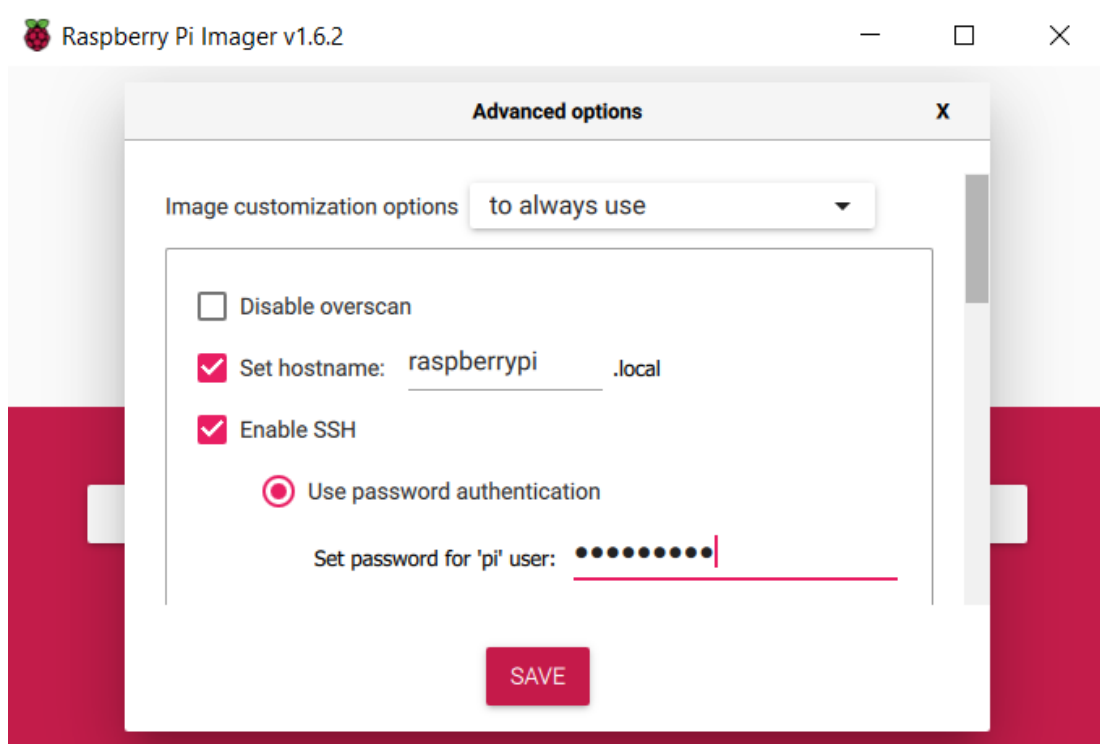 Raspberry Pi Imager v1.6.2
Advanced options X
Image customization options to always use
Disable overscan
Set hostname: raspberrypi .local
Enable SSH
Use password authentication
Set password for 'pi' user: •••••••••
SAVE